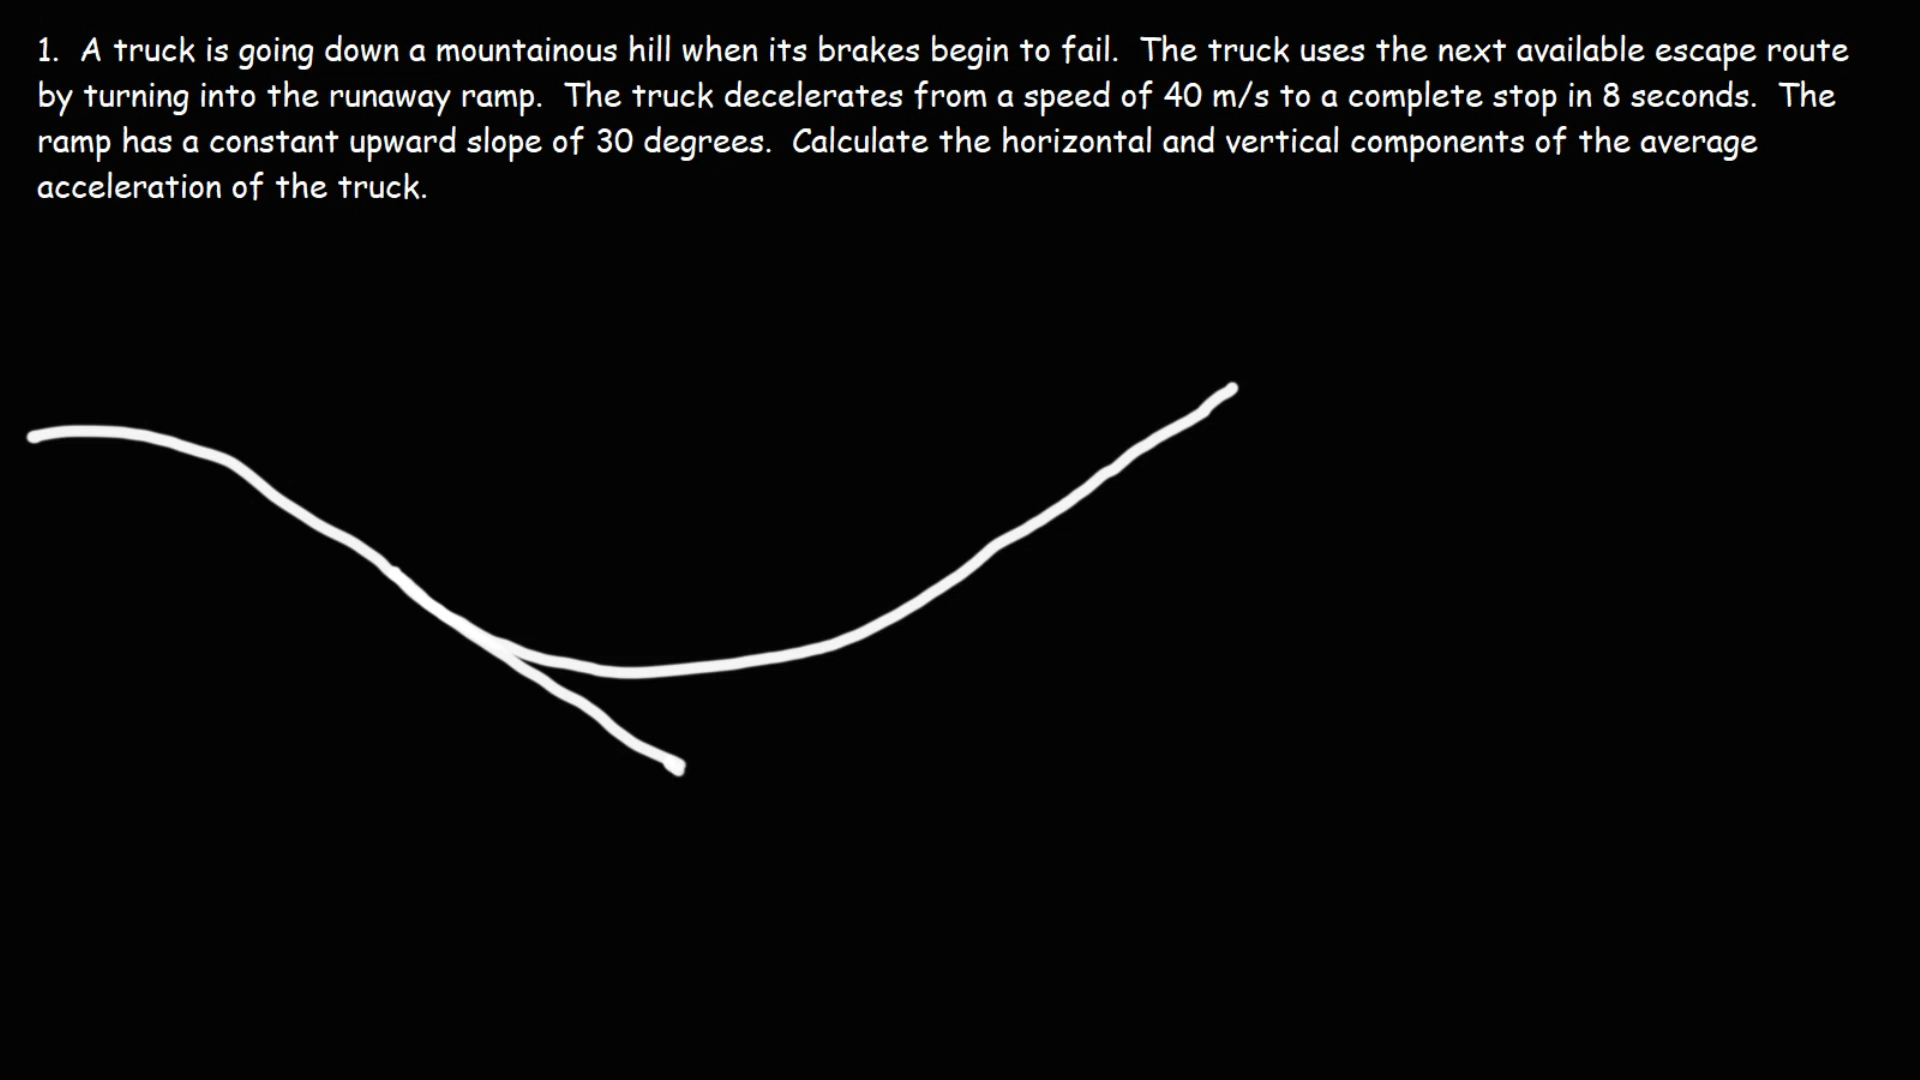 1. A truck is going down a mountainous hill when its brakes begin to fail. The truck uses the next available escape route
by turning into the runaway ramp. The truck decelerates from a speed of 40 m/s to a complete stop in 8 seconds. The
ramp has a constant upward slope of 30 degrees. Calculate the horizontal and vertical components of the average
acceleration of the truck.